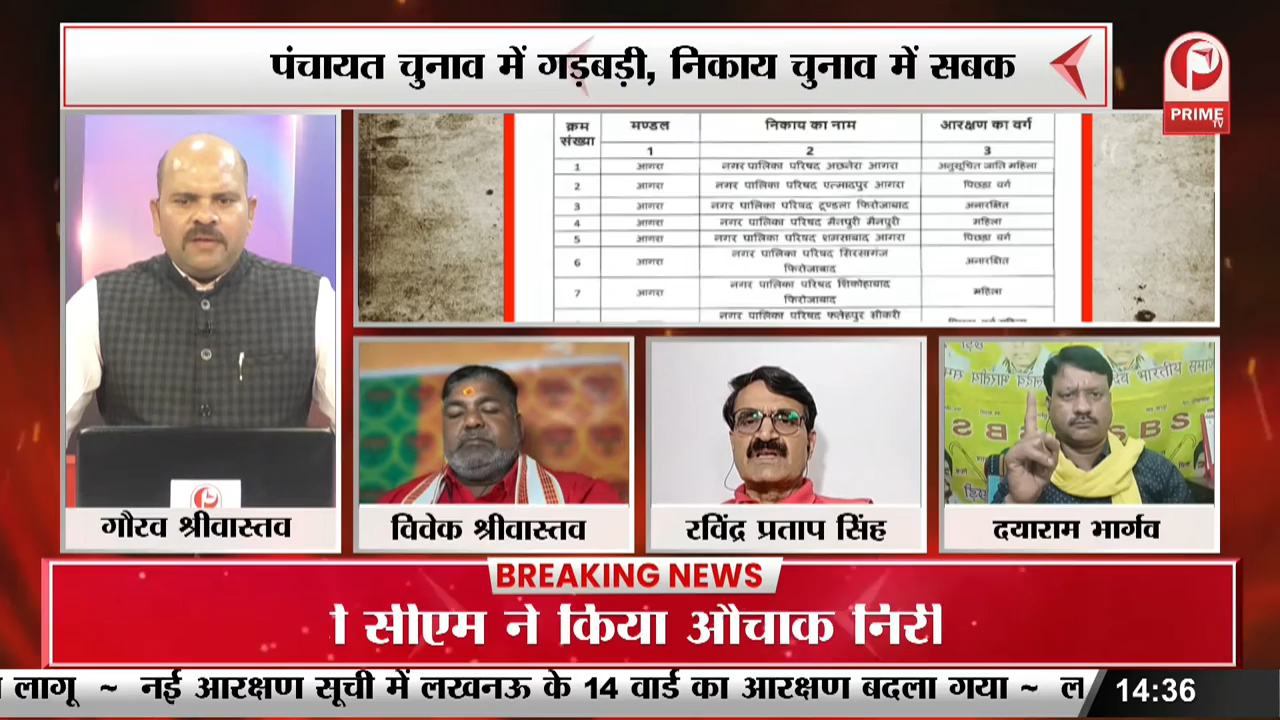 पंचायत चुनाव में गड़बड़ी, निकाय चुनाव में सबक
PRIME
TV
क्रम संख्या मण्डल निकाय का नाम आरक्षण का वर्ग
1 2 3
1 आगरा नगर पालिका परिषद अछनेरा आगरा अनुसूचित जाति महिला
2 आगरा नगर पालिका परिषद एत्मादपुर आगरा पिछडा वर्ग
3 आगरा नगर पालिका परिषद टूण्डला फिरोजाबाद अनारक्षित
4 आगरा नगर पालिका परिषद मैनपुरी मैनपुरी महिला
5 आगरा नगर पालिका परिषद शमसाबाद आगरा पिछडा वर्ग
6 आगरा नगर पालिका परिषद सिरसागंज फिरोजाबाद अनारक्षित
7 आगरा नगर पालिका परिषद शिकोहाबाद फिरोजाबाद महिला
नगर पालिका परिषद फतेहपुर सीकरी
SBS
गौरव श्रीवास्तव
विवेक श्रीवास्तव
रविंद्र प्रताप सिंह
दयाराम भार्गव
BREAKING NEWS
सीएम ने किया औचाक निरी
लागू ~ नई आरक्षण सूची में लखनऊ के 14 वार्ड का आरक्षण बदला गया ~ ल
14:36